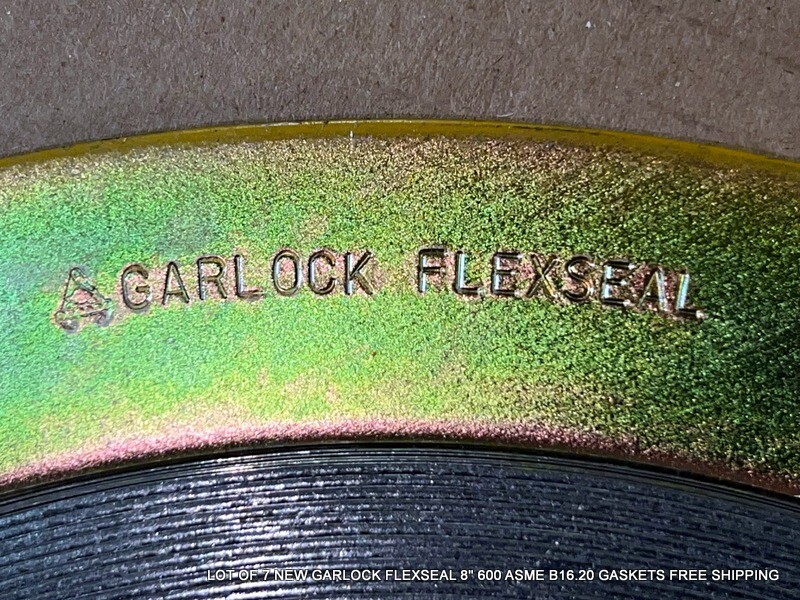 GARLOCK FLEXSEAL
LOT OF 7 NEW GARLOCK FLEXSEAL 8" 600 ASME B16.20 GASKETS FREE SHIPPING